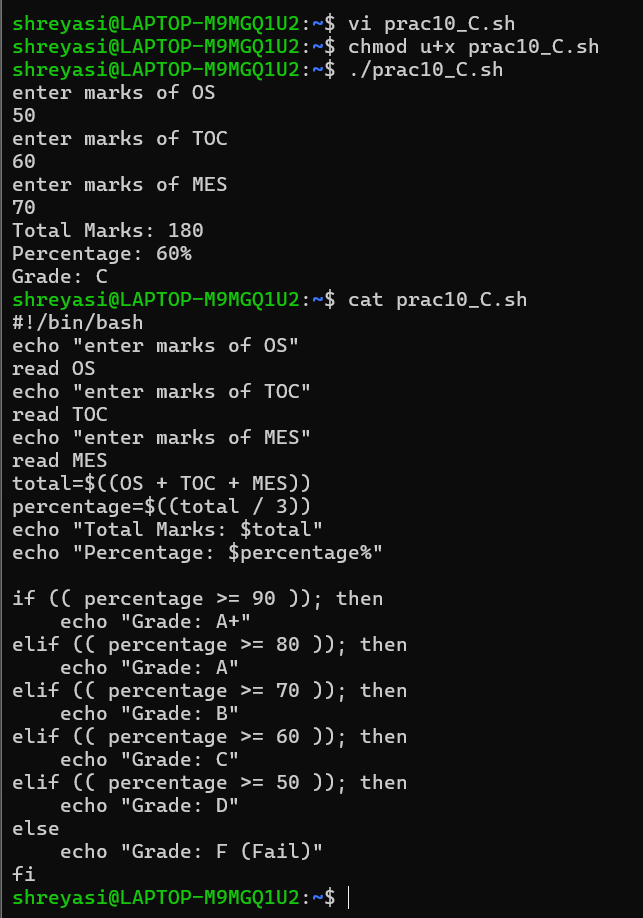 shreyasi@LAPTOP-M9MGQ1U2:~$ vi prac10_C.sh
shreyasi@LAPTOP-M9MGQ1U2:~$ chmod u+x prac10_C.sh
shreyasi@LAPTOP-M9MGQ1U2:~$ ./prac10_C.sh
enter marks of OS
50
enter marks of TOC
60
enter marks of MES
70
Total Marks: 180
Percentage: 60%
Grade: C
shreyasi@LAPTOP-M9MGQ1U2:~$ cat prac10_C.sh
#!/bin/bash
echo "enter marks of OS"
read OS
echo "enter marks of TOC"
read TOC
echo "enter marks of MES"
read MES
total=$((OS + TOC + MES))
percentage=$((total / 3))
echo "Total Marks: $total"
echo "Percentage: $percentage%"

if (( percentage >= 90 )); then
    echo "Grade: A+"
elif (( percentage >= 80 )); then
    echo "Grade: A"
elif (( percentage >= 70 )); then
    echo "Grade: B"
elif (( percentage >= 60 )); then
    echo "Grade: C"
elif (( percentage >= 50 )); then
    echo "Grade: D"
else
    echo "Grade: F (Fail)"
fi
shreyasi@LAPTOP-M9MGQ1U2:~$